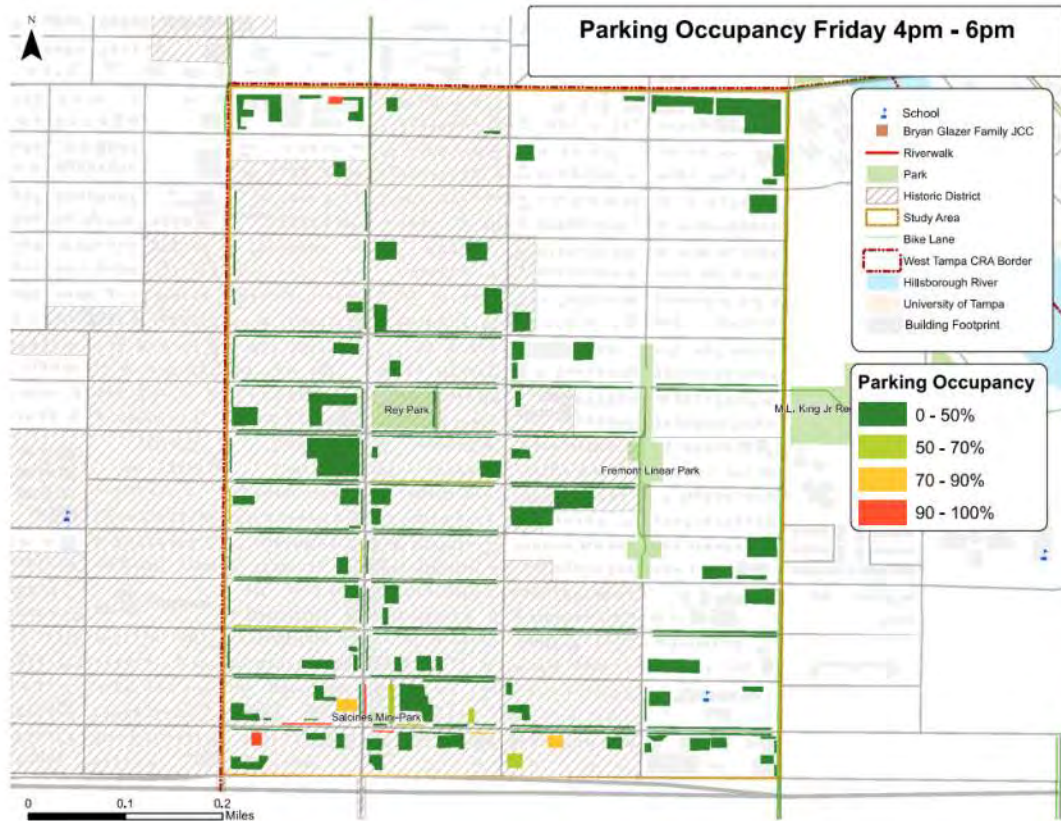 Parking Occupancy Friday 4pm - 6pm
N
School
Bryan Glazer Family JCC
Riverwalk
Park
Historic District
Study Area
Bike Lane
West Tampa CRA Border
Hillsborough River
University of Tampa
Building Footprint
Parking Occupancy
0 - 50%
50 - 70%
70 - 90%
90 - 100%
Rey Park
M.L. King Jr Rec
Fremont Linear Park
Salcines Mini-Park
0 0.1 0.2
Miles